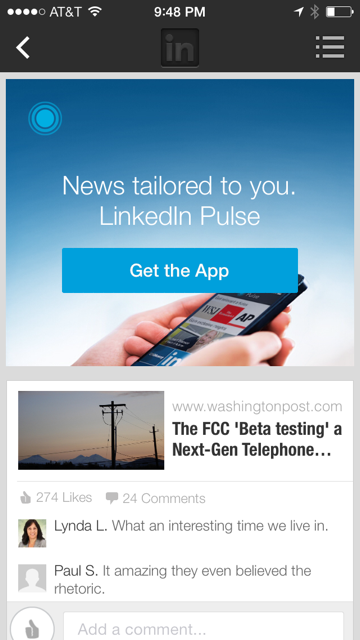 AT&T 9:48 PM
in
News tailored to you.
LinkedIn Pulse
Get the App
WSJ
AP
in
www.washingtonpost.com
The FCC 'Beta testing' a
Next-Gen Telephone...
274 Likes 24 Comments
Lynda L. What an interesting time we live in.
Paul S. It amazing they even believed the
rhetoric.
Add a comment...